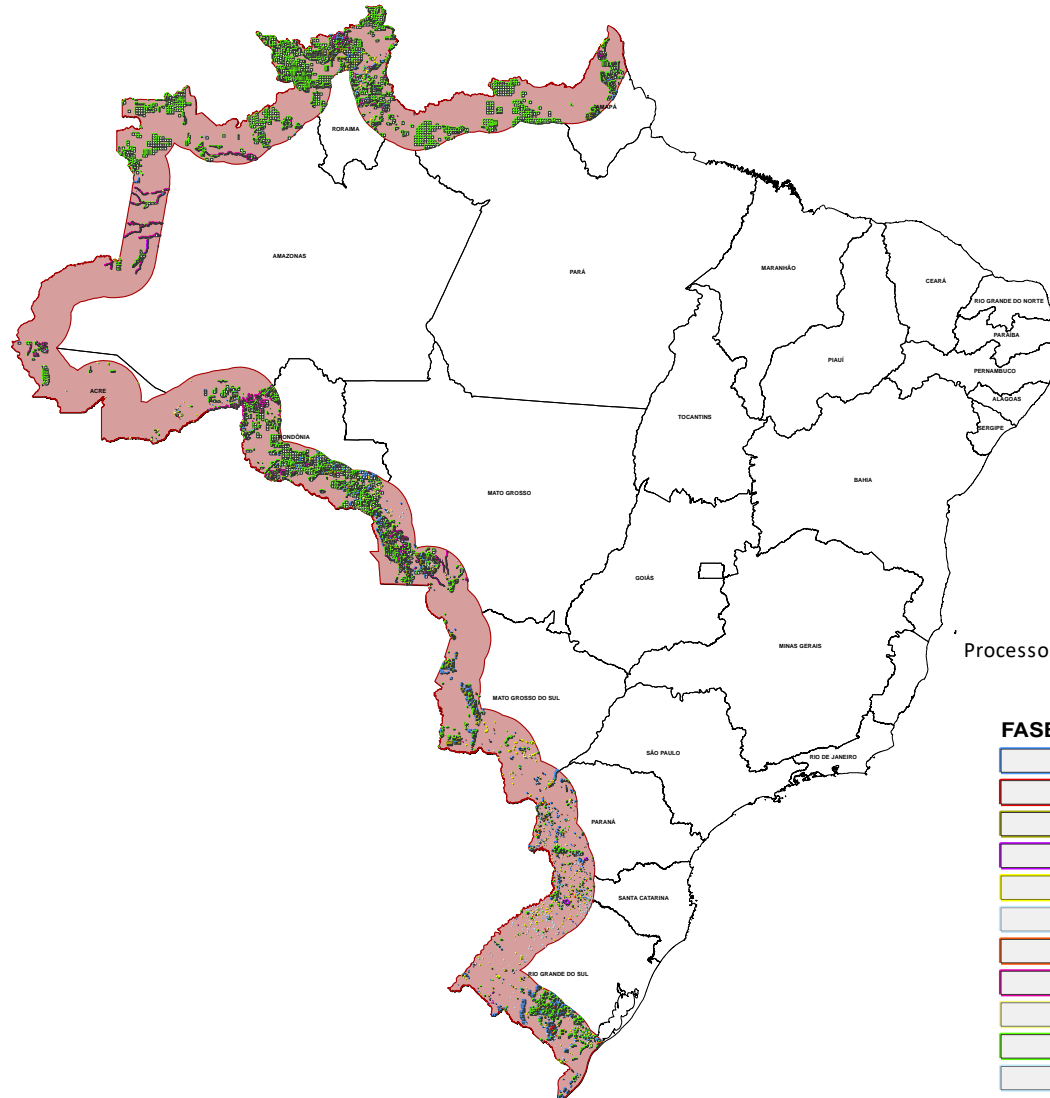 AMAPÁ
RORAIMA
AMAZONAS
PARÁ
MARANHÃO
CEARÁ
RIO GRANDE DO NORTE
PARAÍBA
PIAUÍ
PERNAMBUCO
ACRE
ALAGOAS
TOCANTINS
SERGIPE
RONDÔNIA
BAHIA
MATO GROSSO
GOIÁS
MINAS GERAIS
Processo
MATO GROSSO DO SUL
FASE
SÃO PAULO
RIO DE JANEIRO
PARANÁ
SANTA CATARINA
RIO GRANDE DO SUL